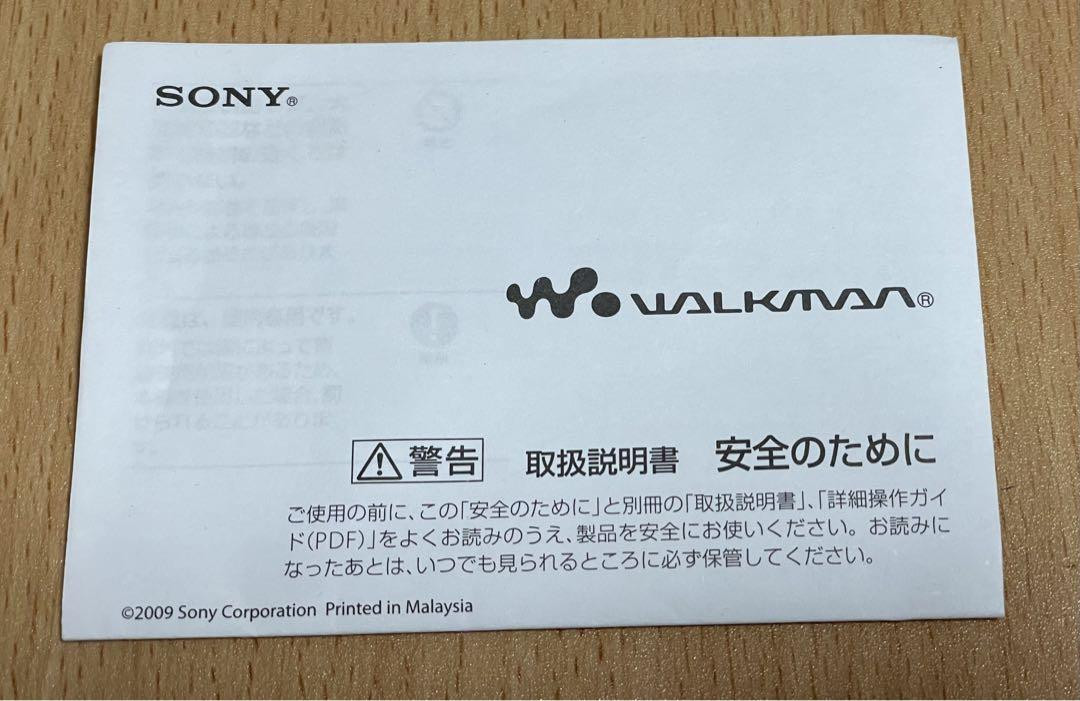 SONY®
WALKMAN®
⚠警告 取扱説明書 安全のために
ご使用の前に、この「安全のために」と別冊の「取扱説明書」、「詳細操作ガイ
ド(PDF)」をよくお読みのうえ、製品を安全にお使いください。お読みに
なったあとは、いつでも見られるところに必ず保管してください。
©2009 Sony Corporation Printed in Malaysia